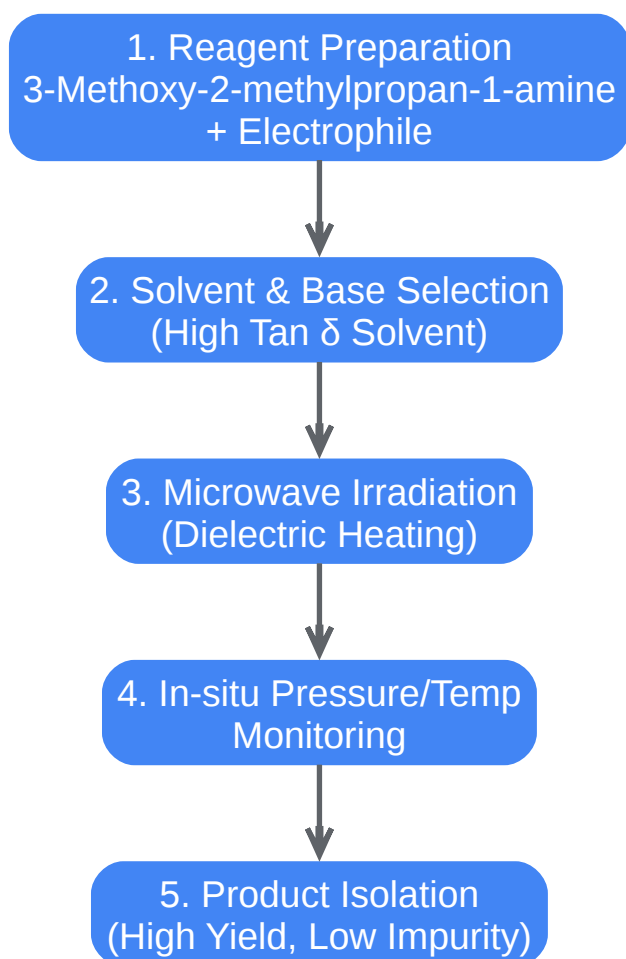 1. Reagent Preparation
3-Methoxy-2-methylpropan-1-amine
+ Electrophile
2. Solvent & Base Selection
(High Tan δ Solvent)
3. Microwave Irradiation
(Dielectric Heating)
4. In-situ Pressure/Temp
Monitoring
5. Product Isolation
(High Yield, Low Impurity)